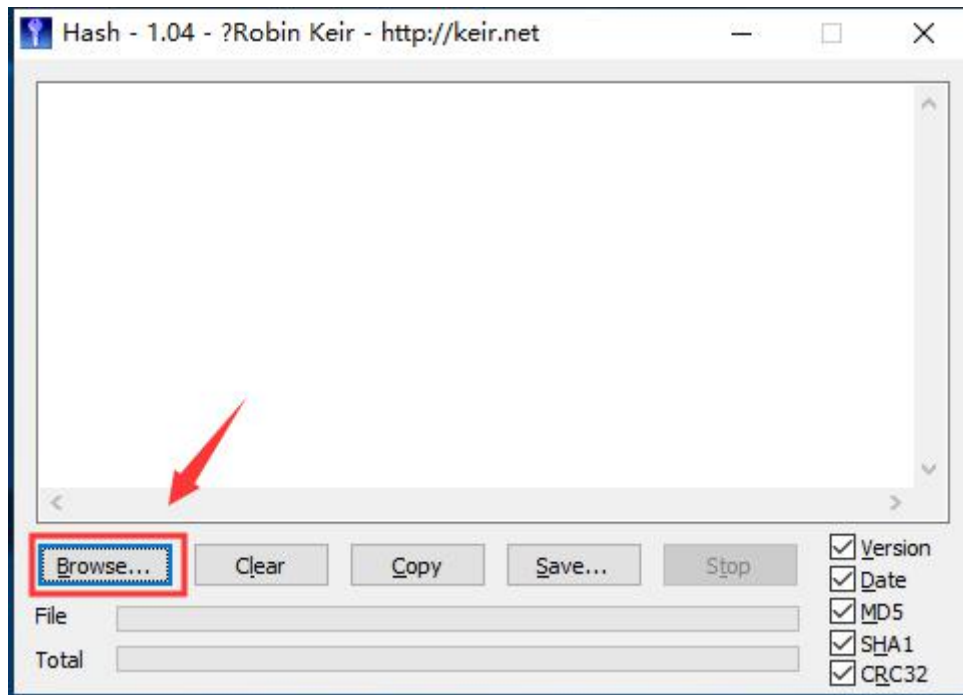 Hash - 1.04 - ?Robin Keir - http://keir.net
Browse... Clear Copy Save... Stop
Version
Date
File
MD5
SHA1
Total
CRC32